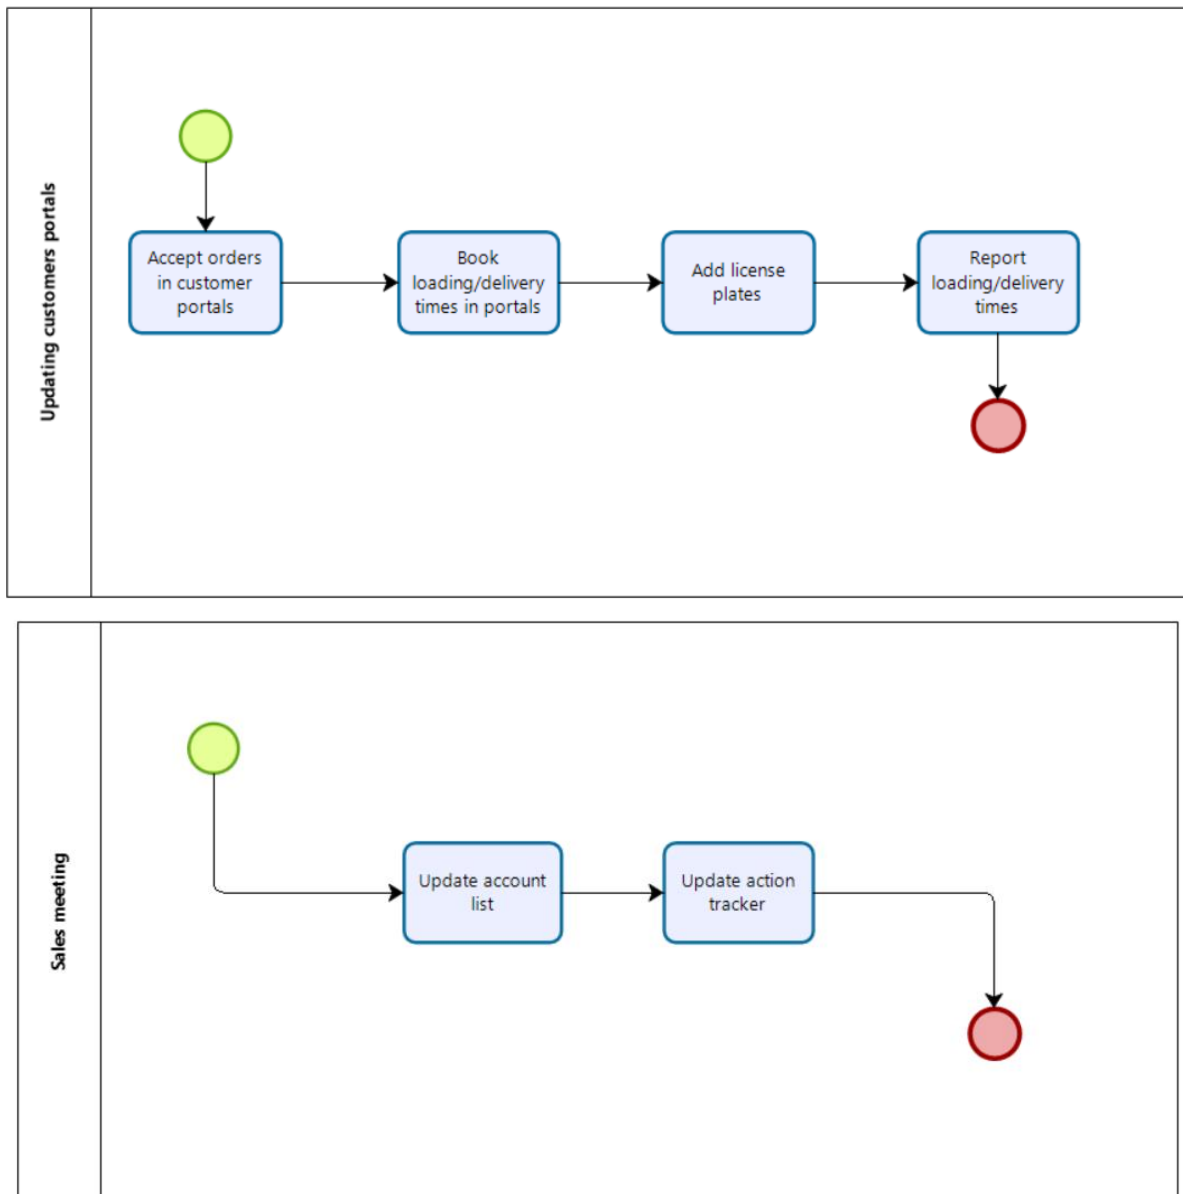 Updating customers portals
Accept orders
in customer
portals
Book
loading/delivery
times in portals
Add license
plates
Report
loading/delivery
times
Sales meeting
Update account
list
Update action
tracker